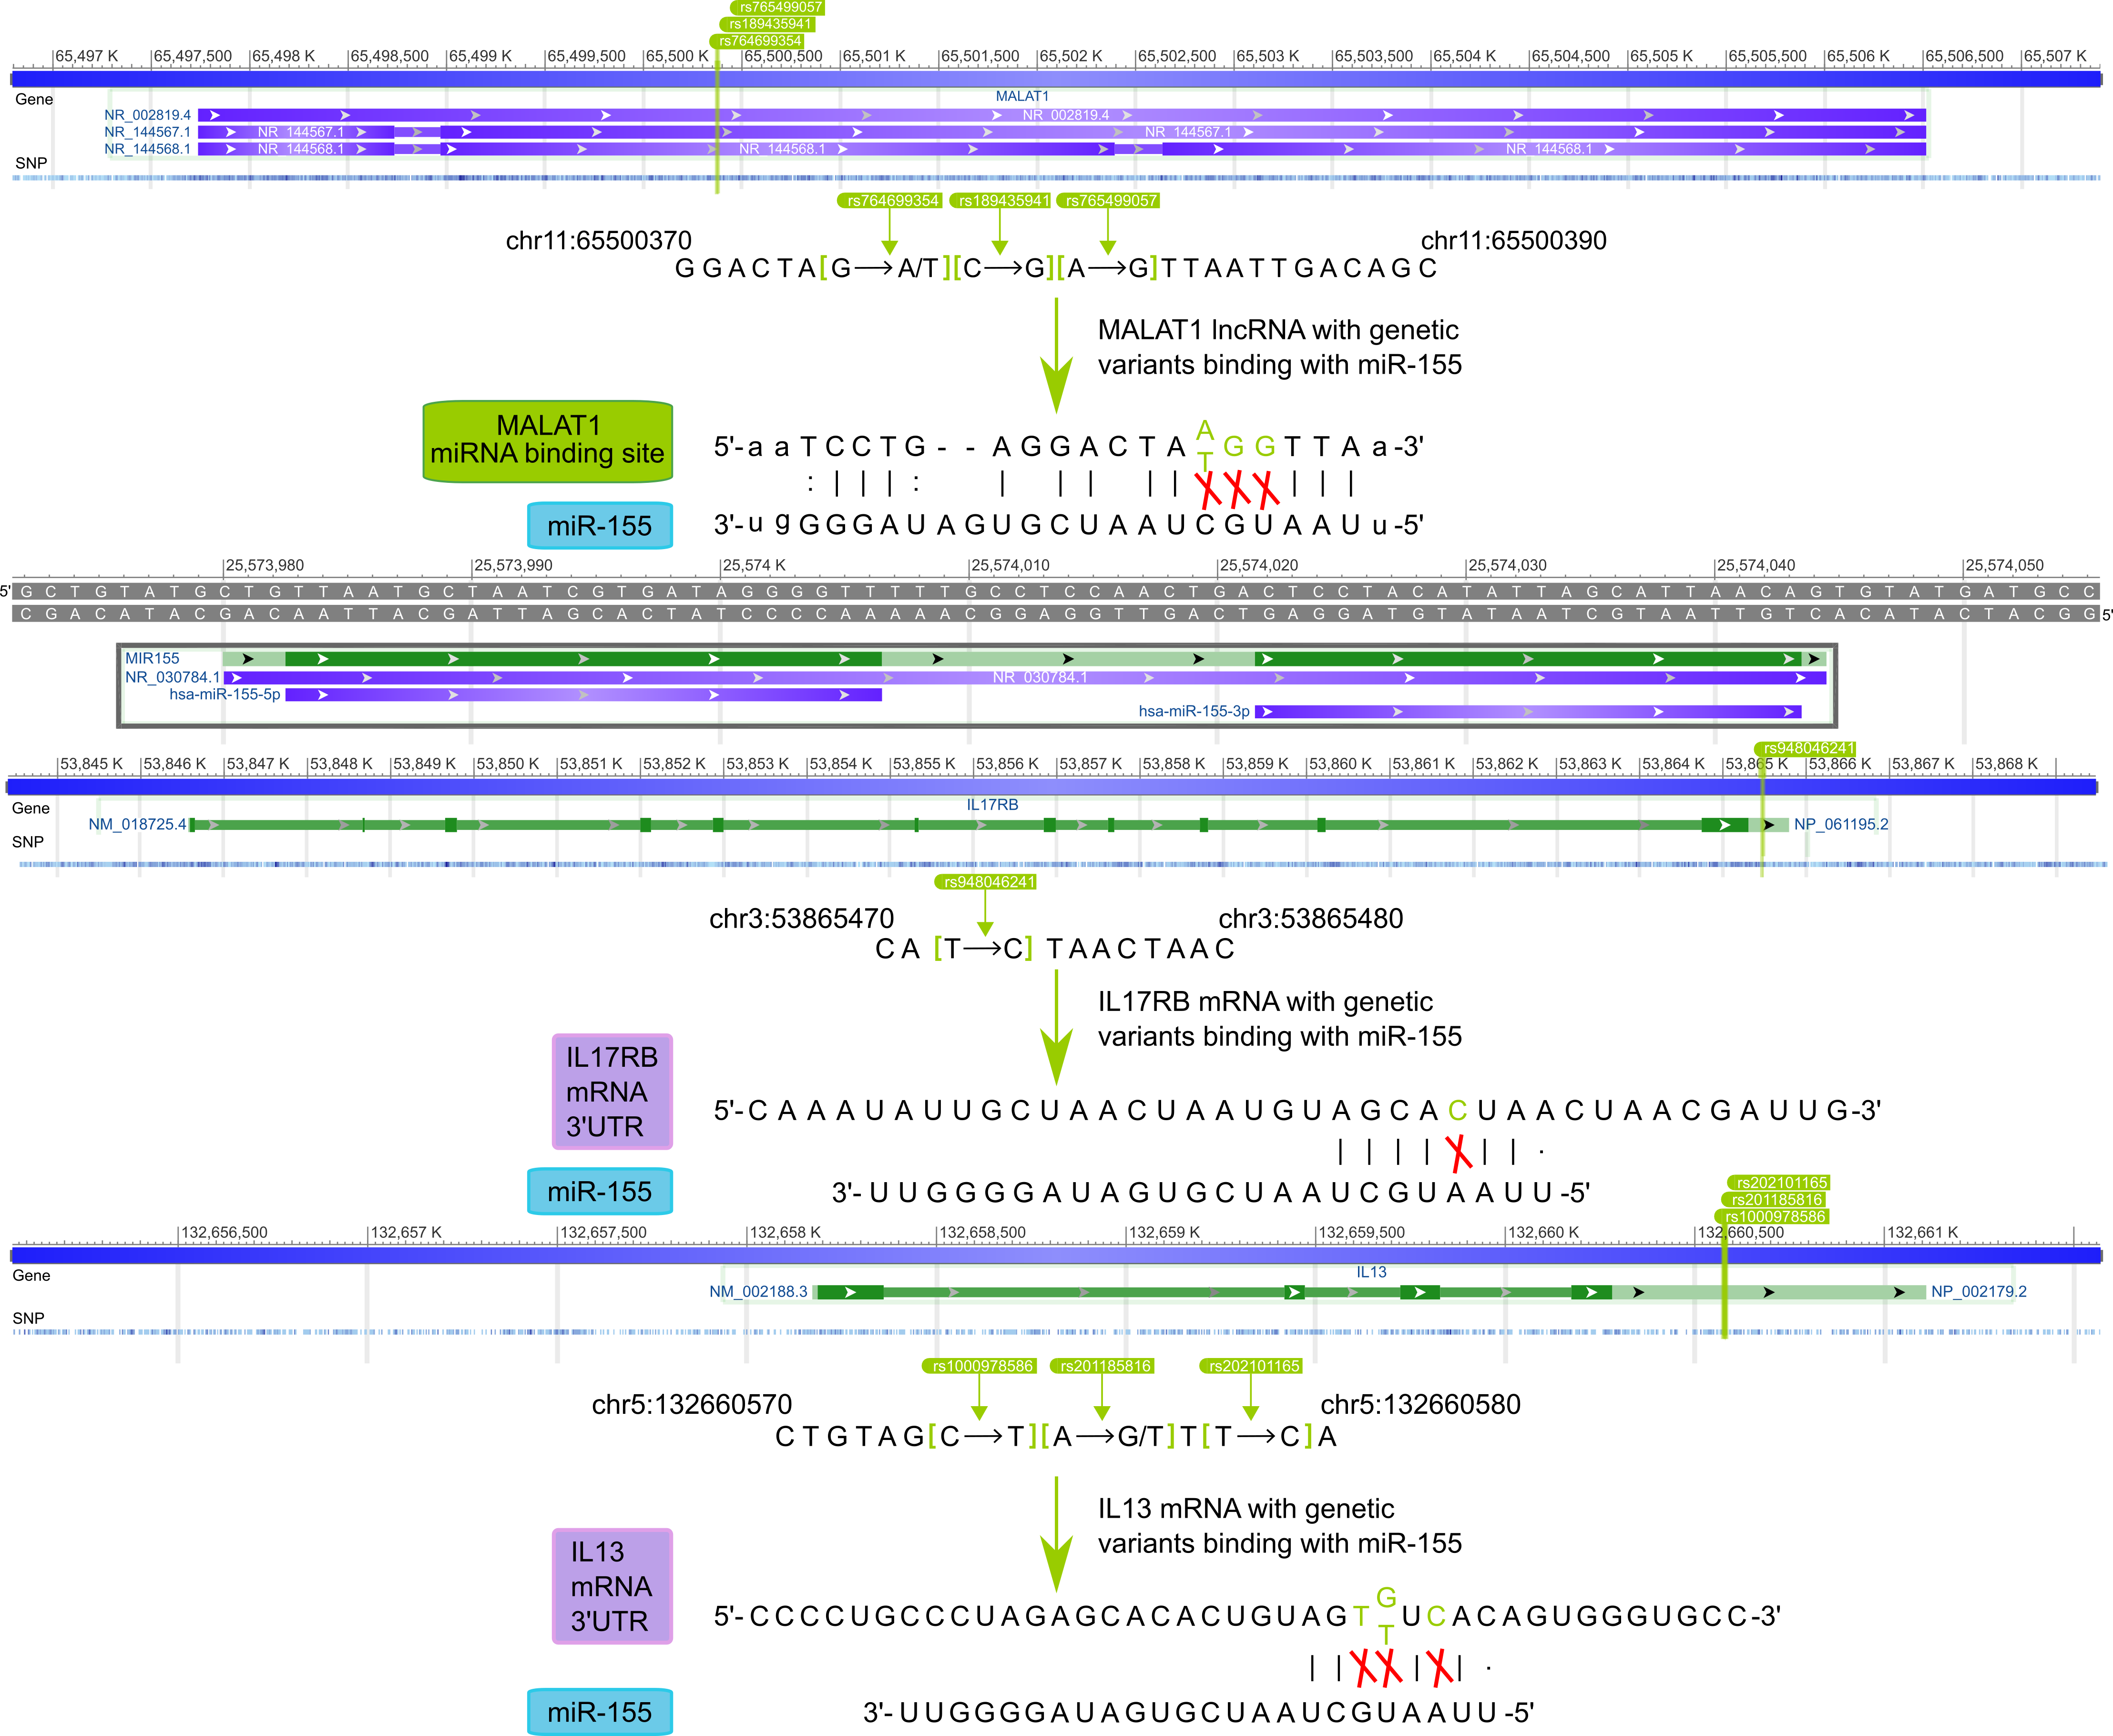 rs765499057
rs189435941
rs764699354
65,497 K 65,497,500 65,498 K 65,498,500 65,499 K 65,499,500 65,500 K 65,500,500 65,501 K 65,501,500 65,502 K 65,502,500 65,503 K 65,503,500 65,504 K 65,504,500 65,505 K 65,505,500 65,506 K 65,506,500 65,507 K
Gene MALAT1
NR_002819.4 NR_002819.4
NR_144567.1 NR_144567.1 NR_144567.1
NR_144568.1 NR_144568.1 NR_144568.1 NR_144568.1
SNP
rs764699354 rs189435941 rs765499057
chr11:65500370 chr11:65500390
G G A C T A [ G → A/T ] [ C → G ] [ A → G ] T T A A T T G A C A G C
MALAT1 lncRNA with genetic
variants binding with miR-155
MALAT1
miRNA binding site
A
5'-a a T C C T G - - A G G A C T A G G T T A a -3'
T
: | | | : | | | | | | | |
miR-155
3'-u g G G G A U A G U G C U A A U C G U A A U u -5'
25,573,980 25,573,990 25,574 K 25,574,010 25,574,020 25,574,030 25,574,040 25,574,050
5' G C T G T A T G C T G T T A A T G C T A A T C G T G A T A G G G G T T T T T G C C T C C A A C T G A C T C C T A C A T A T T A G C A T T A A C A G T G T A T G A T G C C
C G A C A T A C G A C A A T T A C G A T T A G C A C T A T C C C C A A A A A C G G A G G T T G A C T G A G G A T G T A T A A T C G T A A T T G T C A C A T A C T A C G G 5'
MIR155
NR_030784.1 NR_030784.1
hsa-miR-155-5p
hsa-miR-155-3p
rs948046241
53,845 K 53,846 K 53,847 K 53,848 K 53,849 K 53,850 K 53,851 K 53,852 K 53,853 K 53,854 K 53,855 K 53,856 K 53,857 K 53,858 K 53,859 K 53,860 K 53,861 K 53,862 K 53,863 K 53,864 K 53,865 K 53,866 K 53,867 K 53,868 K
Gene IL17RB
NM_018725.4 NP_061195.2
SNP
rs948046241
chr3:53865470 chr3:53865480
C A [ T → C ] T A A C T A A C
IL17RB mRNA with genetic
variants binding with miR-155
IL17RB
mRNA
3'UTR
5'-C A A A U A U U G C U A A C U A A U G U A G C A C U A A C U A A C G A U U G-3'
| | | | | | ·
miR-155
3'- U U G G G G A U A G U G C U A A U C G U A A U U -5'
rs202101165
rs201185816
rs1000978586
132,656,500 132,657 K 132,657,500 132,658 K 132,658,500 132,659 K 132,659,500 132,660 K 132,660,500 132,661 K
Gene IL13
NM_002188.3 NP_002179.2
SNP
rs1000978586 rs201185816 rs202101165
chr5:132660570 chr5:132660580
C T G T A G [ C → T ] [ A → G/T ] T [ T → C ] A
IL13 mRNA with genetic
variants binding with miR-155
IL13
mRNA
3'UTR
G
5'- C C C C U G C C C U A G A G C A C A C U G U A G T U C A C A G U G G G U G C C -3'
T
| | | | ·
miR-155
3'- U U G G G G A U A G U G C U A A U C G U A A U U -5'